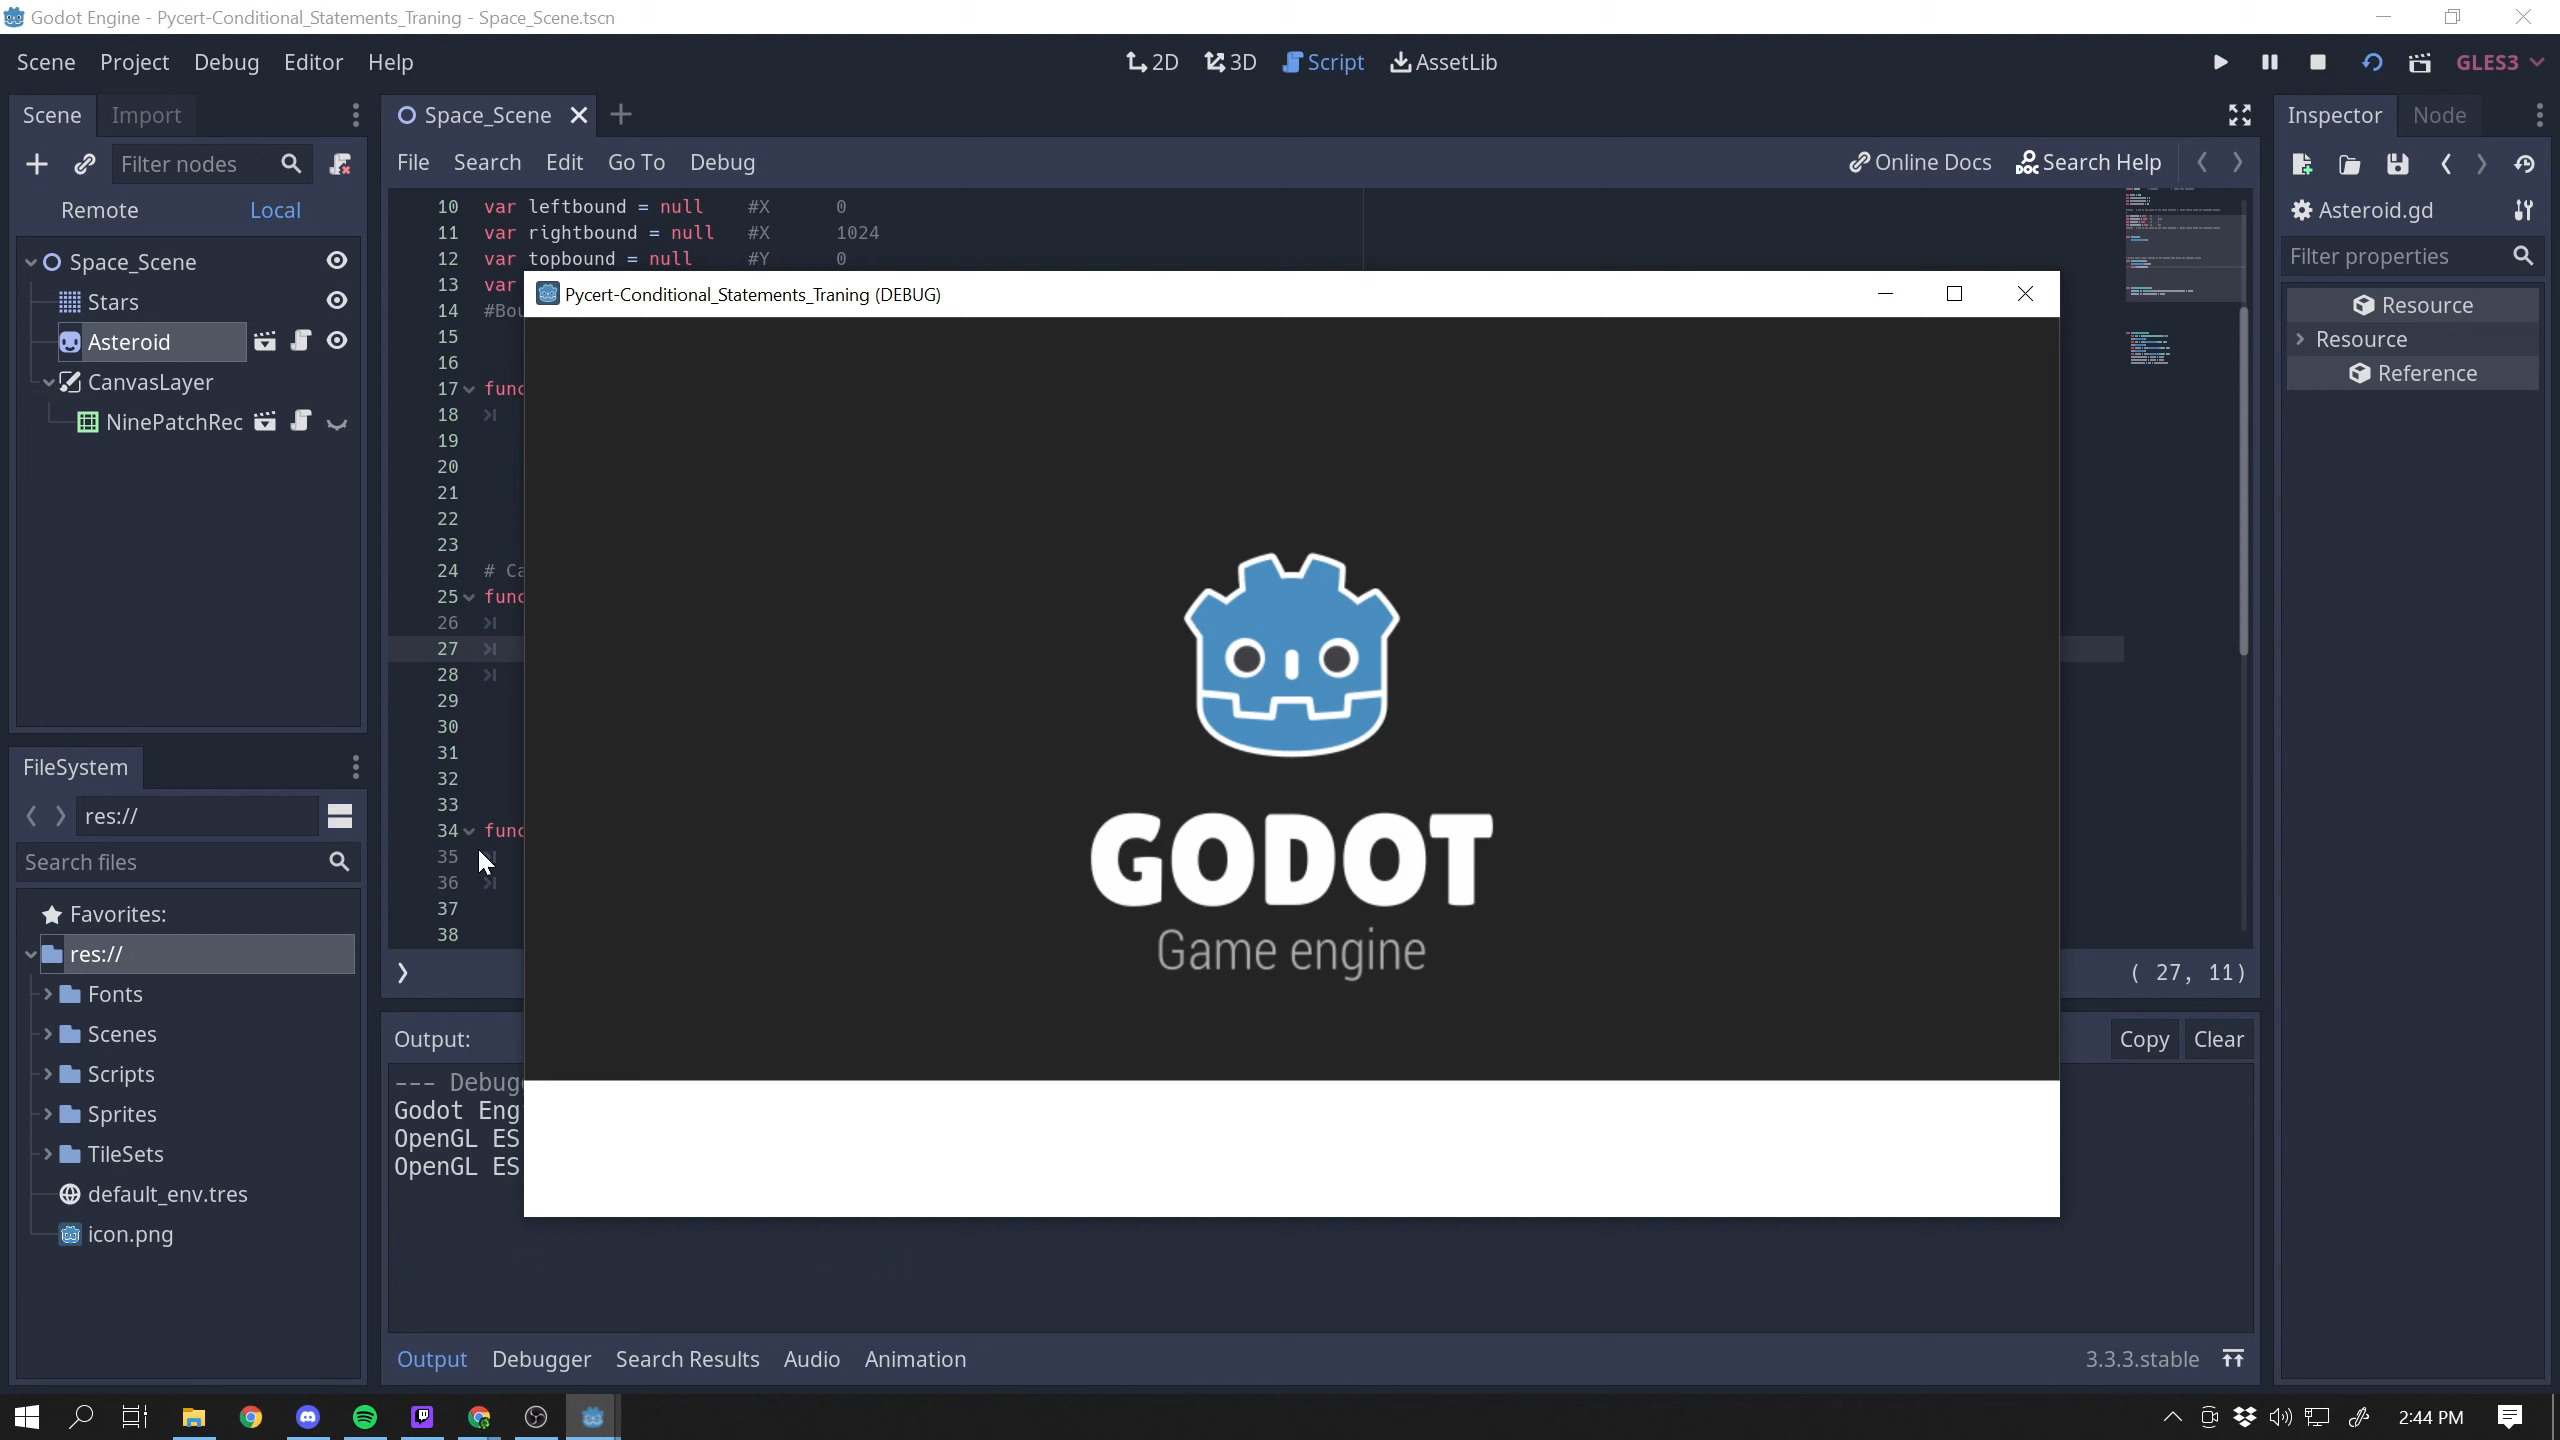 Godot Engine - Pycert-Conditional_Statements_Traning - Space_Scene.tscn
Scene Project Debug Editor Help
2D 3D Script AssetLib
GLES3
Scene Import
Space_Scene
Inspector Node
Filter nodes
File Search Edit Go To Debug
Online Docs Search Help
Remote Local
Asteroid.gd
Filter properties
Resource
Resource
Reference
Space_Scene
Stars
Asteroid
CanvasLayer
NinePatchRec
10 var leftbound = null #X 0
11 var rightbound = null #X 1024
12 var topbound = null #Y 0
13 var
14 #Bou
15
16
17 func
18
19
20
21
22
23
24 # Ca
25 func
26
27
28
29
30
31
32
33
34 func
35
36
37
38
Pycert-Conditional_Statements_Traning (DEBUG)
GODOT
Game engine
( 27, 11)
FileSystem
res://
Search files
Favorites:
res://
Fonts
Scenes
Scripts
Sprites
TileSets
default_env.tres
icon.png
Output:
Copy Clear
--- Debug
Godot Eng
OpenGL ES
OpenGL ES
Output Debugger Search Results Audio Animation
3.3.3.stable
2:44 PM